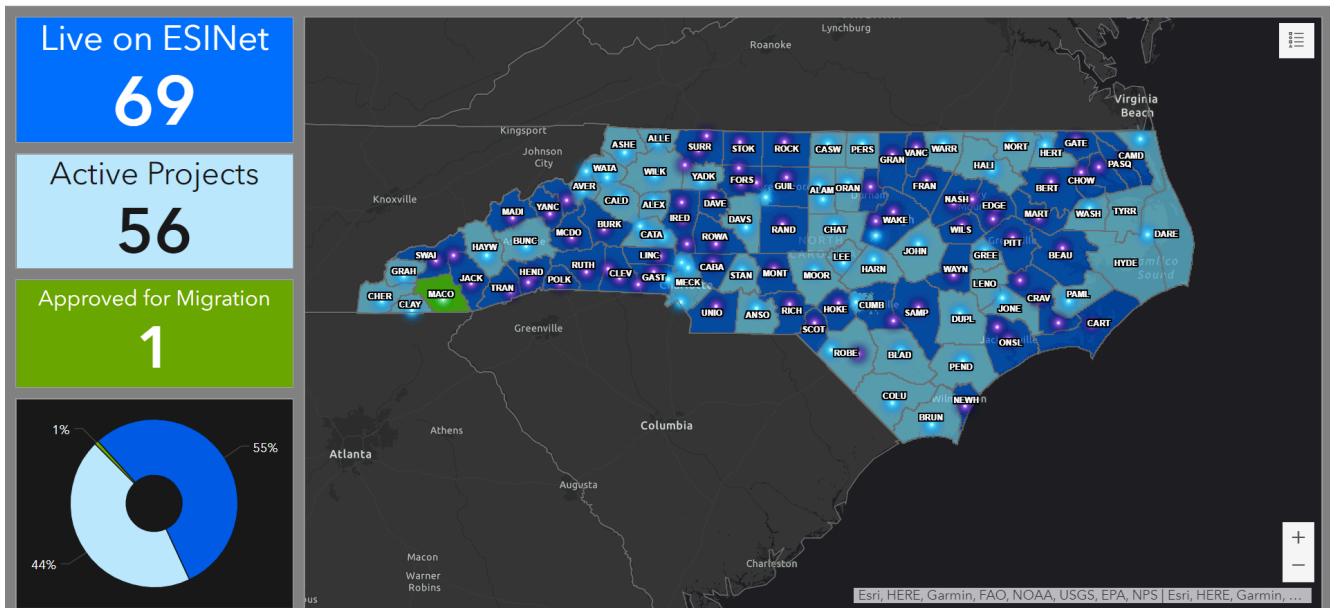 Live on ESINet
69
Active Projects
56
Approved for Migration
1
1%
55%
44%
Lynchburg
Roanoke
Virginia
Beach
Kingsport
Johnson
City
Knoxville
Greenville
Columbia
Athens
Atlanta
Augusta
Macon
Warner
Robins
Charleston
ASHE
ALLE
SURR
STOK
ROCK
CASW
PERS
GRAN
VANC
WARR
NORT
HERT
GATE
CAMD
PASQ
CHOW
HALI
WATA
WILK
YADK
FORS
GUIL
ALAM
ORAN
FRAN
BERT
AVER
CALD
ALEX
IRED
DAVE
NASH
EDGE
MART
WASH
TYRR
MADI
YANC
BURK
CATA
DAVS
RAND
CHAT
WAKE
WILS
PITT
BEAU
DARE
HAYW
BUNC
MCDO
LINC
ROWA
LEE
JOHN
GREE
HYDE
SWAI
GRAH
JACK
HEND
RUTH
CLEV
GAST
MECK
CABA
STAN
MONT
MOOR
HARN
WAYN
LENO
CRAV
PAML
CHER
CLAY
MACO
TRAN
POLK
UNIO
ANSO
RICH
HOKE
CUMB
SAMP
DUPL
JONE
CART
SCOT
ONSL
ROBE
BLAD
PEND
COLU
NEWH
BRUN
+
−
Esri, HERE, Garmin, FAO, NOAA, USGS, EPA, NPS | Esri, HERE, Garmin, ...